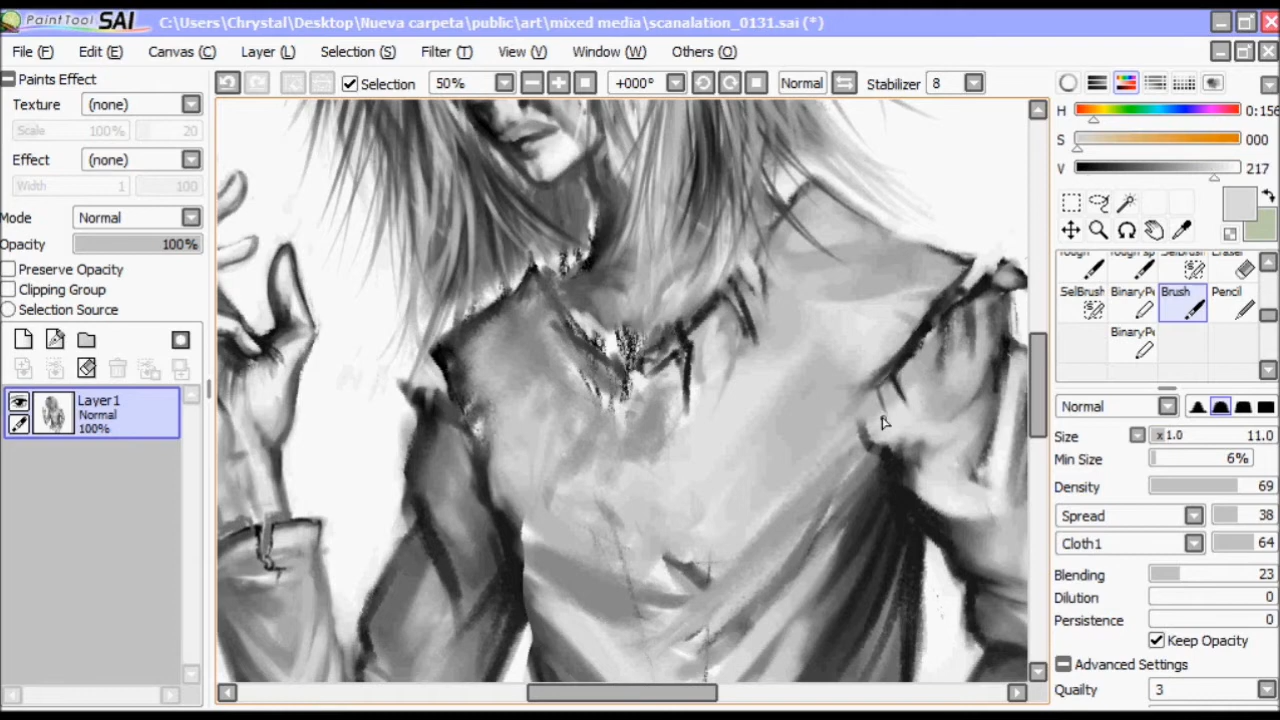 PaintTool SAI C:\Users\Chrystal\Desktop\Nueva carpeta\public\art\mixed media\scanalation_0131.sai (*)
File (F) Edit (E) Canvas (C) Layer (L) Selection (S) Filter (T) View (V) Window (W) Others (O)
Paints Effect
Selection 50% +000° Normal Stabilizer 8
Texture (none)
Scale 100% 20
Effect (none)
Width 1 100
Mode Normal
Opacity 100%
Preserve Opacity
Clipping Group
Selection Source
Layer1
Normal
100%
H 0:156
S 000
V 217
SelBrush BinaryPe Brush Pencil
BinaryPe
Normal
Size x 1.0 11.0
Min Size 6%
Density 69
Spread 38
Cloth1 64
Blending 23
Dilution 0
Persistence 0
Keep Opacity
Advanced Settings
Quailty 3